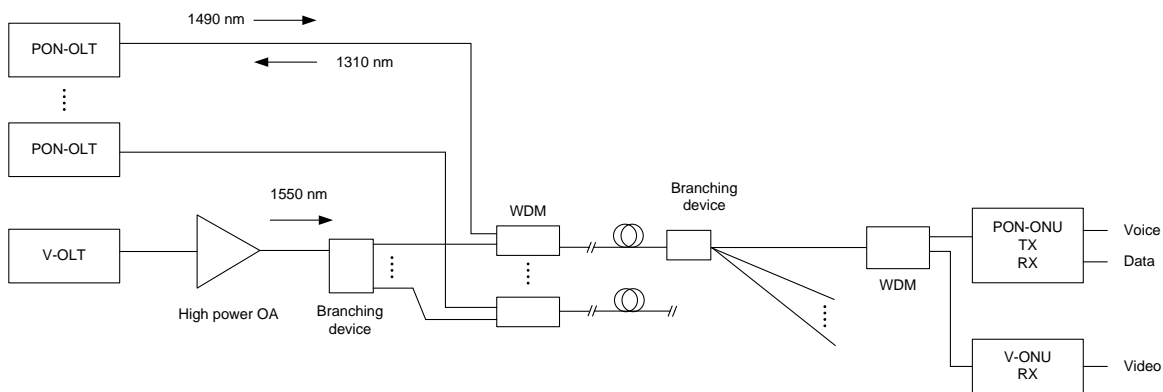 1490 nm
PON-OLT
1310 nm
PON-OLT
1550 nm
V-OLT
High power OA
Branching
device
WDM
Branching
device
WDM
PON-ONU
TX
RX
Voice
Data
V-ONU
RX
Video